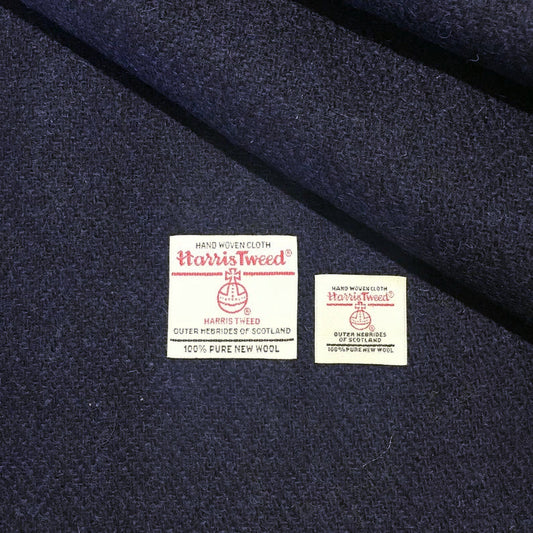 HAND WOVEN CLOTH
Harris Tweed®
®
HARRIS TWEED
OUTER HEBRIDES OF SCOTLAND
100% PURE NEW WOOL
HAND WOVEN CLOTH
Harris Tweed®
®
OUTER HEBRIDES
OF SCOTLAND
100% PURE NEW WOOL